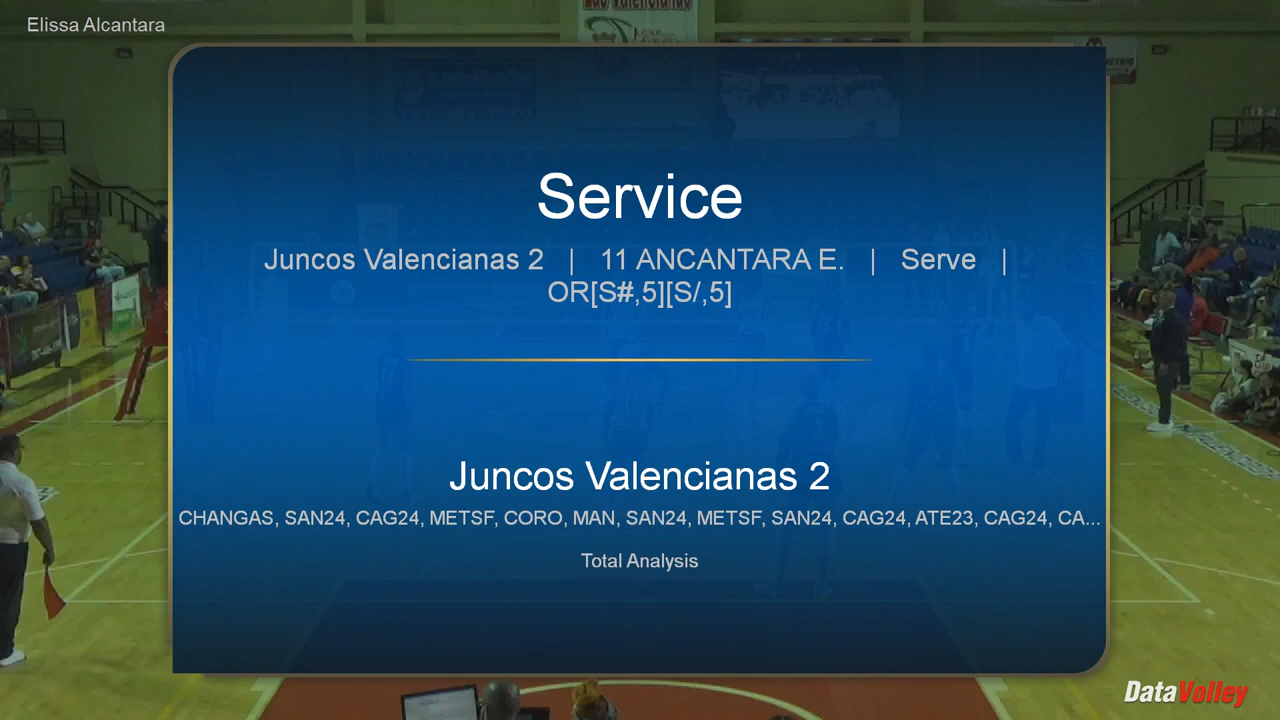 Elissa Alcantara
Service
Juncos Valencianas 2 | 11 ANCANTARA E. | Serve |
OR[S#,5][S/,5]
Juncos Valencianas 2
CHANGAS, SAN24, CAG24, METSF, CORO, MAN, SAN24, METSF, SAN24, CAG24, ATE23, CAG24, CA...
Total Analysis
DataVolley